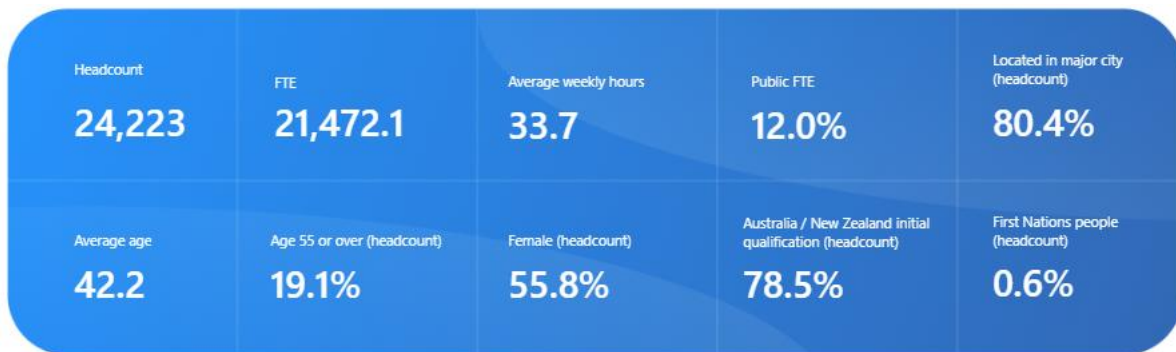 Headcount
24,223
FTE
21,472.1
Average weekly hours
33.7
Public FTE
12.0%
Located in major city
(headcount)
80.4%
Average age
42.2
Age 55 or over (headcount)
19.1%
Female (headcount)
55.8%
Australia / New Zealand initial
qualification (headcount)
78.5%
First Nations people
(headcount)
0.6%